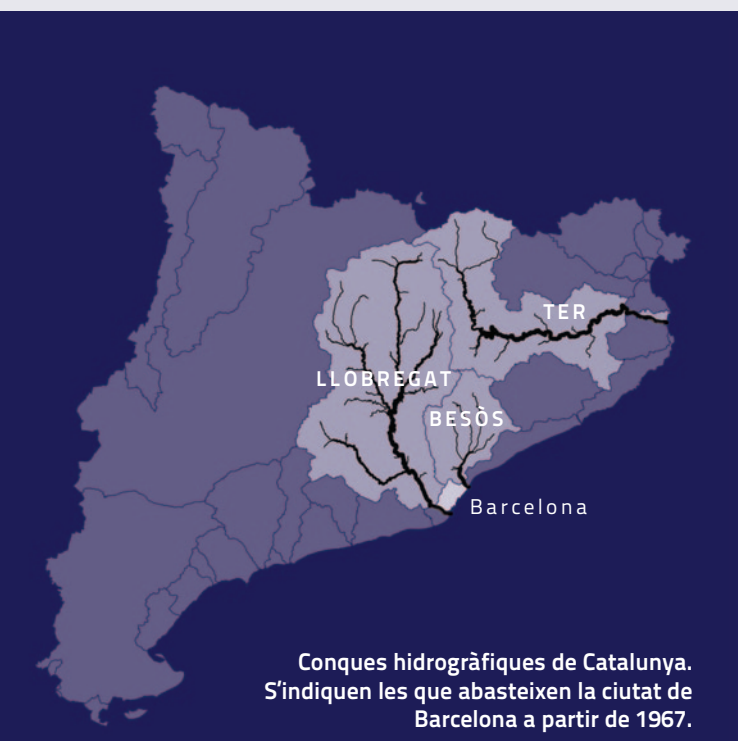 TER
LLOBREGAT
BESÒS
Barcelona
Conques hidrogràfiques de Catalunya.
S’indiquen les que abasteixen la ciutat de
Barcelona a partir de 1967.